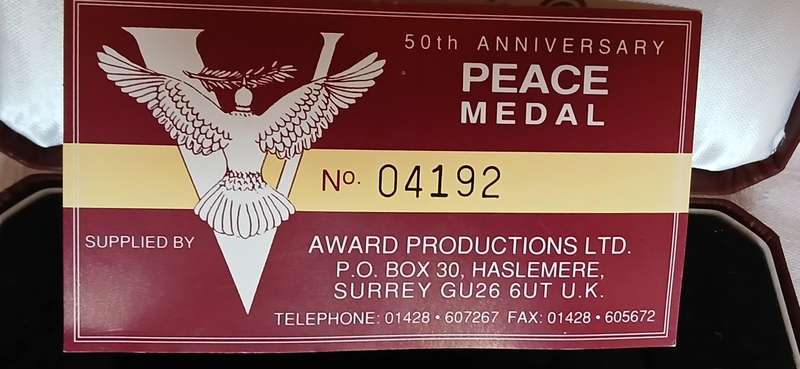 50th ANNIVERSARY
PEACE
MEDAL
No. 04192
SUPPLIED BY
AWARD PRODUCTIONS LTD.
P.O. BOX 30, HASLEMERE,
SURREY GU26 6UT U.K.
TELEPHONE: 01428 • 607267 FAX: 01428 • 605672